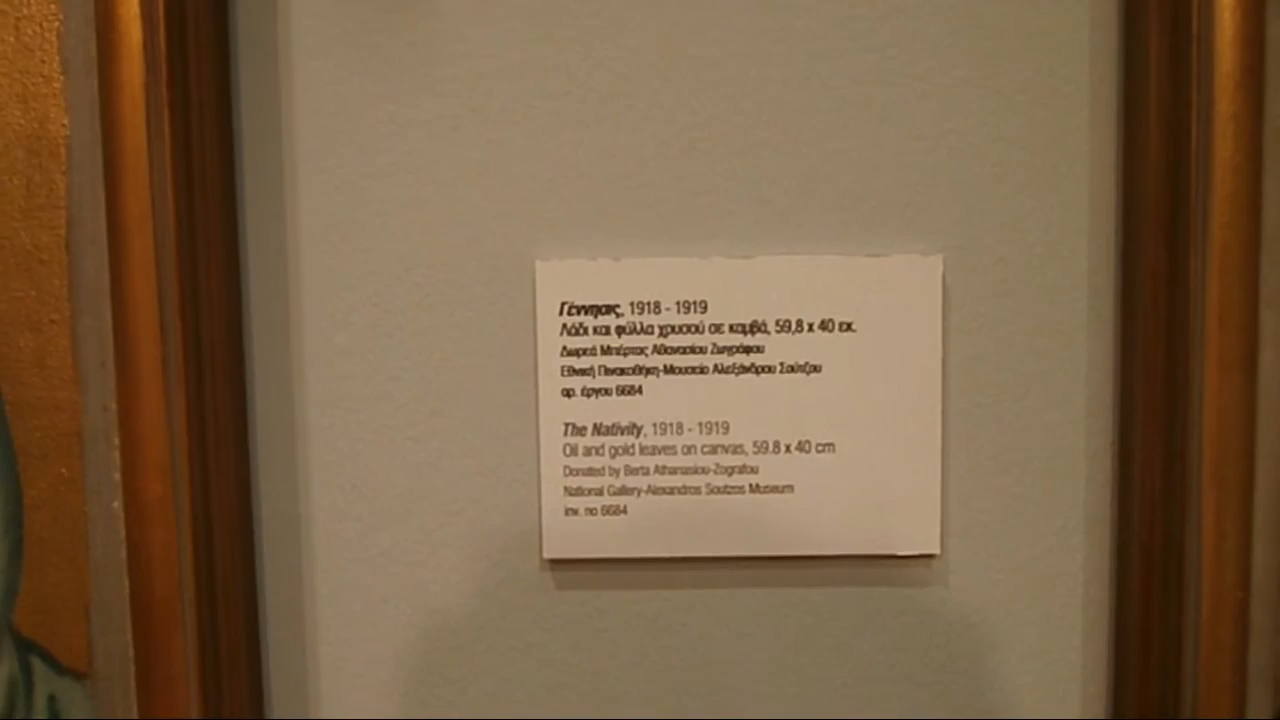 Γέννησις, 1918 - 1919
Λάδι και φύλλα χρυσού σε καμβά, 59,8 x 40 εκ.
Δωρεά Μπέρτας Αθανασίου Ζωγράφου
Εθνική Πινακοθήκη-Μουσείο Αλεξάνδρου Σούτζου
αρ. έργου 6684
The Nativity, 1918 - 1919
Oil and gold leaves on canvas, 59.8 x 40 cm
Donated by Berta Athanasiou-Zografou
National Gallery-Alexandros Soutzos Museum
inv. no 6684